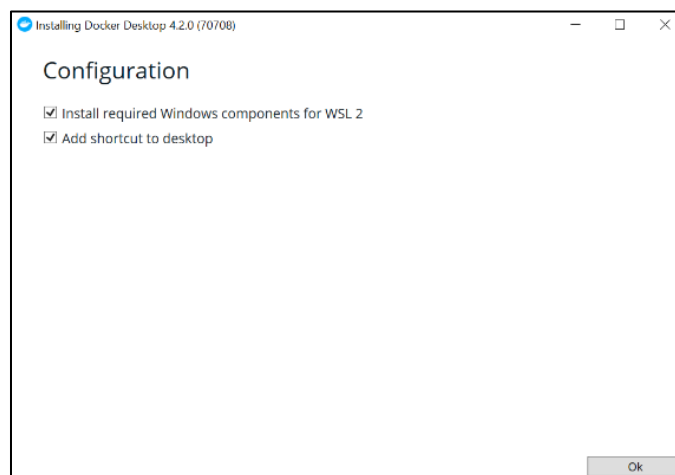 Installing Docker Desktop 4.2.0 (70708)
Configuration
Install required Windows components for WSL 2
Add shortcut to desktop
Ok